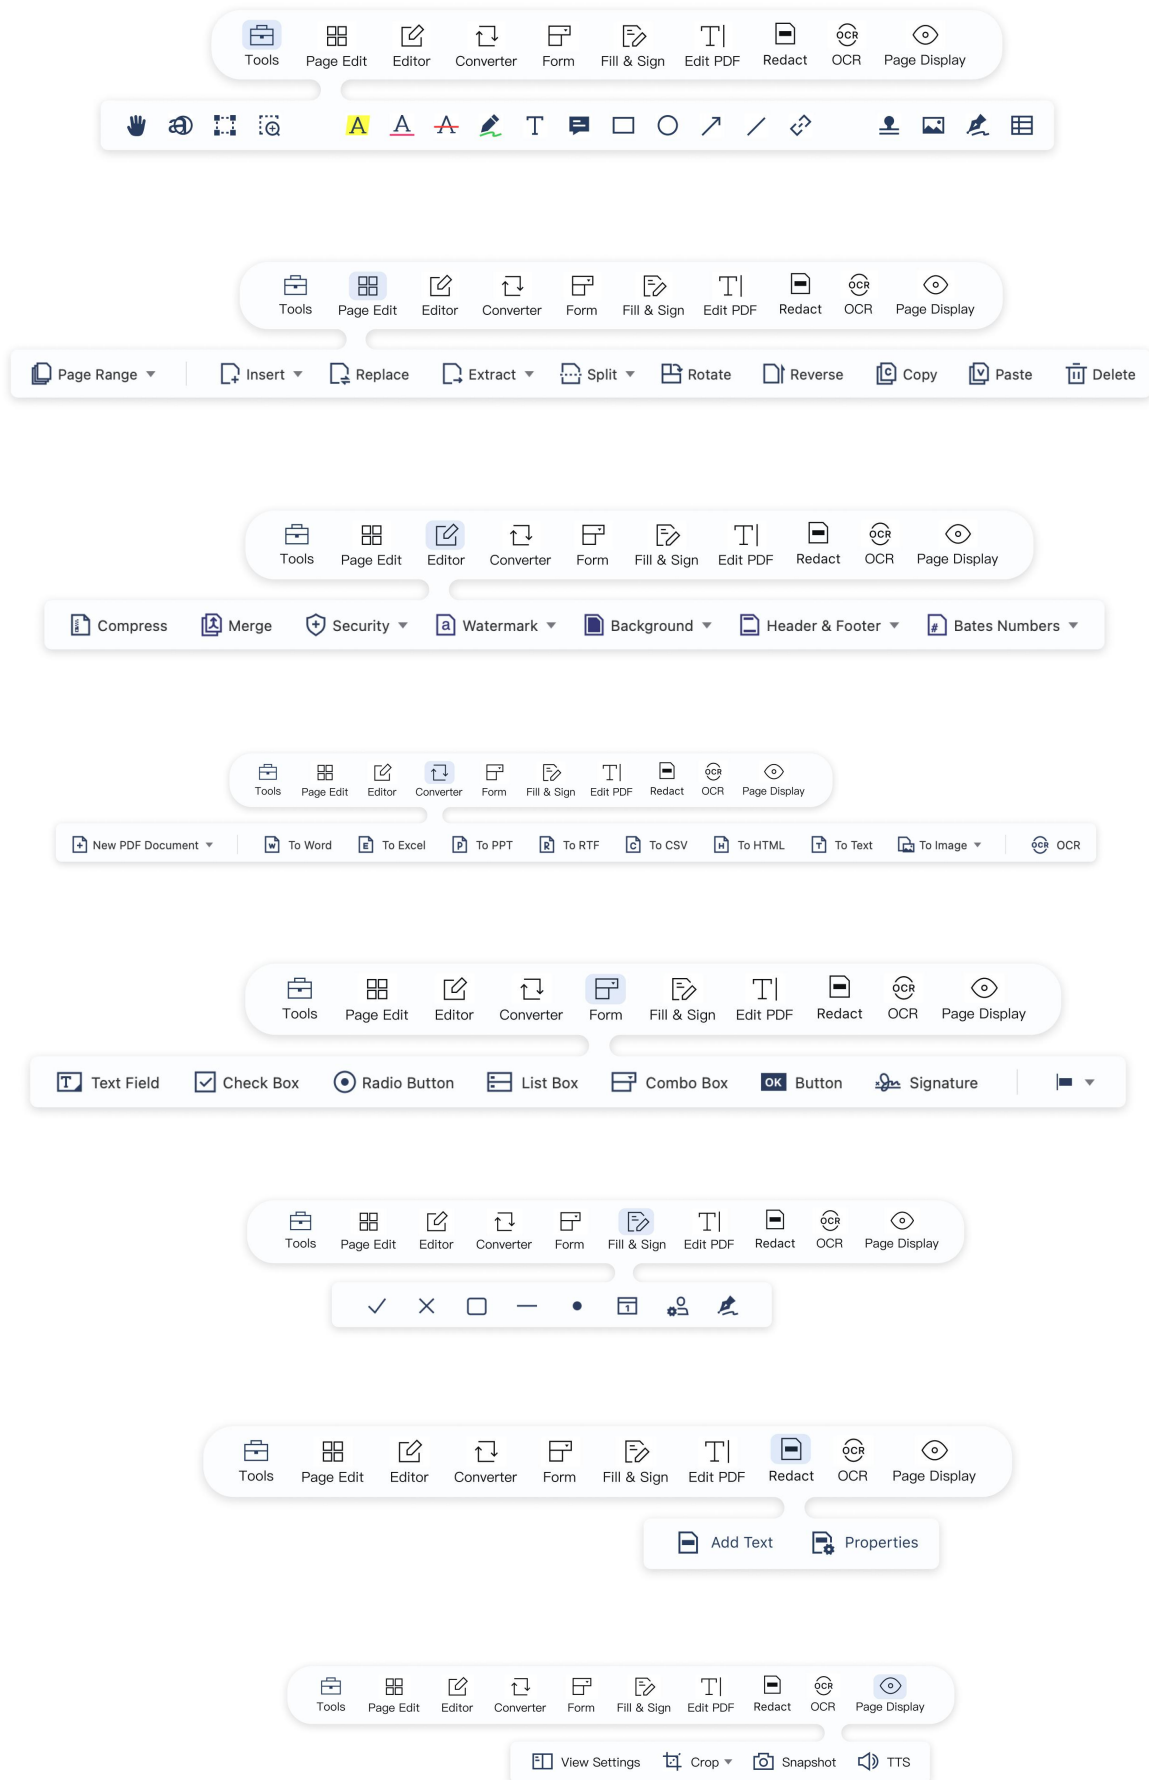 Tools Page Edit Editor Converter Form Fill & Sign Edit PDF Redact OCR Page Display
A A A T
Tools Page Edit Editor Converter Form Fill & Sign Edit PDF Redact OCR Page Display
Page Range Insert Replace Extract Split Rotate Reverse Copy Paste Delete
Tools Page Edit Editor Converter Form Fill & Sign Edit PDF Redact OCR Page Display
Compress Merge Security Watermark Background Header & Footer Bates Numbers
Tools Page Edit Editor Converter Form Fill & Sign Edit PDF Redact OCR Page Display
New PDF Document To Word To Excel To PPT To RTF To CSV To HTML To Text To Image OCR OCR
Tools Page Edit Editor Converter Form Fill & Sign Edit PDF Redact OCR Page Display
Text Field Check Box Radio Button List Box Combo Box OK Button Signature
Tools Page Edit Editor Converter Form Fill & Sign Edit PDF Redact OCR Page Display
Tools Page Edit Editor Converter Form Fill & Sign Edit PDF Redact OCR Page Display
Add Text Properties
Tools Page Edit Editor Converter Form Fill & Sign Edit PDF Redact OCR Page Display
View Settings Crop Snapshot TTS